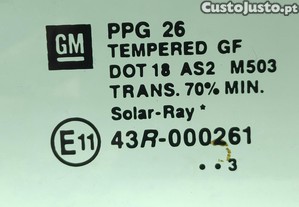 Custojusto.pt
GM
PPG 26
TEMPERED GF
DOT 18 AS2 M503
TRANS. 70% MIN.
Solar-Ray *
E11 43R-000261
• • 3